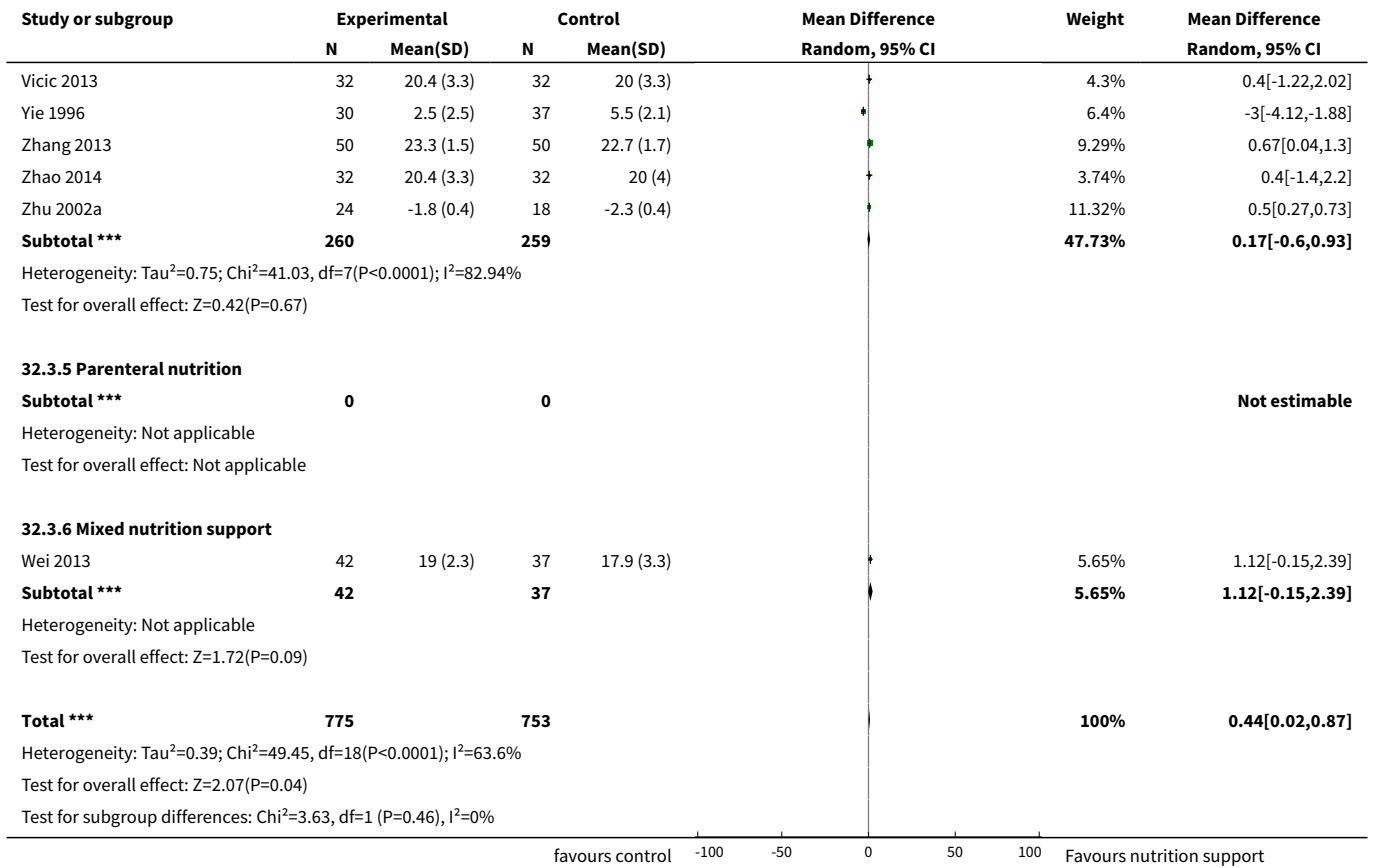 Study or subgroup Experimental Control Mean Difference Weight Mean Difference
N Mean(SD) N Mean(SD) Random, 95% CI Random, 95% CI
Vicic 2013 32 20.4 (3.3) 32 20 (3.3) 4.3% 0.4[-1.22,2.02]
Yie 1996 30 2.5 (2.5) 37 5.5 (2.1) 6.4% -3[-4.12,-1.88]
Zhang 2013 50 23.3 (1.5) 50 22.7 (1.7) 9.29% 0.67[0.04,1.3]
Zhao 2014 32 20.4 (3.3) 32 20 (4) 3.74% 0.4[-1.4,2.2]
Zhu 2002a 24 -1.8 (0.4) 18 -2.3 (0.4) 11.32% 0.5[0.27,0.73]
Subtotal *** 260 259 47.73% 0.17[-0.6,0.93]
Heterogeneity: Tau²=0.75; Chi²=41.03, df=7(P<0.0001); I²=82.94%
Test for overall effect: Z=0.42(P=0.67)
32.3.5 Parenteral nutrition
Subtotal *** 0 0 Not estimable
Heterogeneity: Not applicable
Test for overall effect: Not applicable
32.3.6 Mixed nutrition support
Wei 2013 42 19 (2.3) 37 17.9 (3.3) 5.65% 1.12[-0.15,2.39]
Subtotal *** 42 37 5.65% 1.12[-0.15,2.39]
Heterogeneity: Not applicable
Test for overall effect: Z=1.72(P=0.09)
Total *** 775 753 100% 0.44[0.02,0.87]
Heterogeneity: Tau²=0.39; Chi²=49.45, df=18(P<0.0001); I²=63.6%
Test for overall effect: Z=2.07(P=0.04)
Test for subgroup differences: Chi²=3.63, df=1 (P=0.46), I²=0%
favours control -100 -50 0 50 100 Favours nutrition support